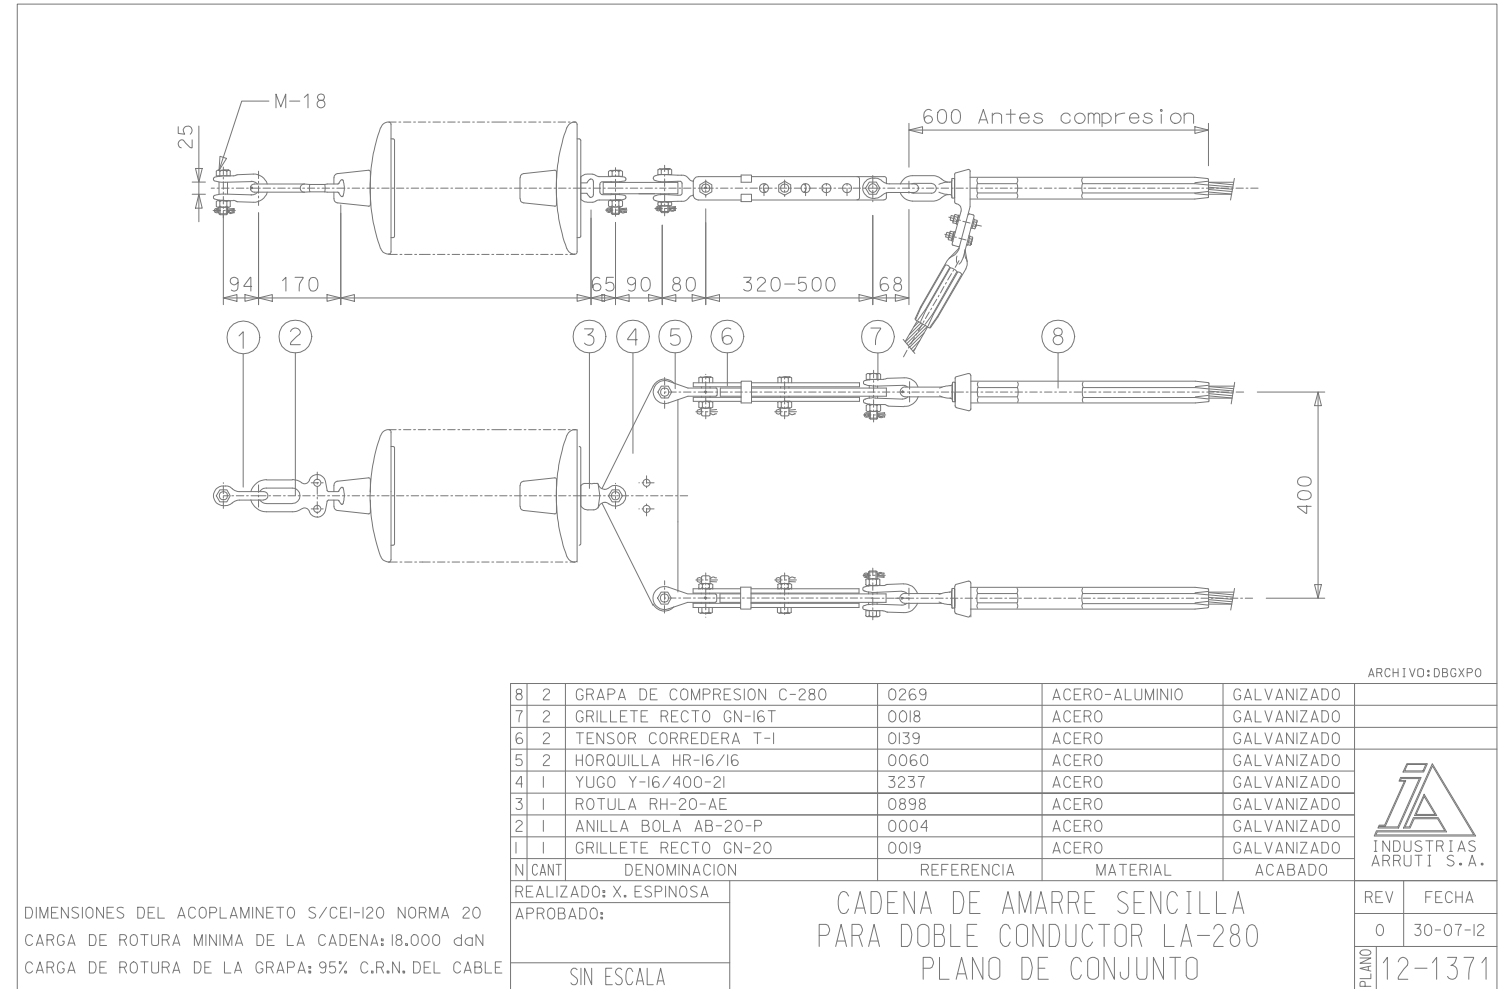 M-18
25
600 Antes compresion
94 170 65 90 80 320-500 68
1 2 3 4 5 6 7 8
400
ARCHIVO:DBGXPO
8 2 GRAPA DE COMPRESION C-280 0269 ACERO-ALUMINIO GALVANIZADO
7 2 GRILLETE RECTO GN-16T 0018 ACERO GALVANIZADO
6 2 TENSOR CORREDERA T-1 0139 ACERO GALVANIZADO
5 2 HORQUILLA HR-16/16 0060 ACERO GALVANIZADO
4 1 YUGO Y-16/400-21 3237 ACERO GALVANIZADO
3 1 ROTULA RH-20-AE 0898 ACERO GALVANIZADO
2 1 ANILLA BOLA AB-20-P 0004 ACERO GALVANIZADO
1 1 GRILLETE RECTO GN-20 0019 ACERO GALVANIZADO
N CANT DENOMINACION REFERENCIA MATERIAL ACABADO
iA
INDUSTRIAS
ARRUTI S.A.
REALIZADO: X. ESPINOSA
APROBADO:
SIN ESCALA
CADENA DE AMARRE SENCILLA
PARA DOBLE CONDUCTOR LA-280
PLANO DE CONJUNTO
REV FECHA
0 30-07-12
PLANO 12-1371
DIMENSIONES DEL ACOPLAMINETO S/CEI-120 NORMA 20
CARGA DE ROTURA MINIMA DE LA CADENA: 18.000 daN
CARGA DE ROTURA DE LA GRAPA: 95% C.R.N. DEL CABLE